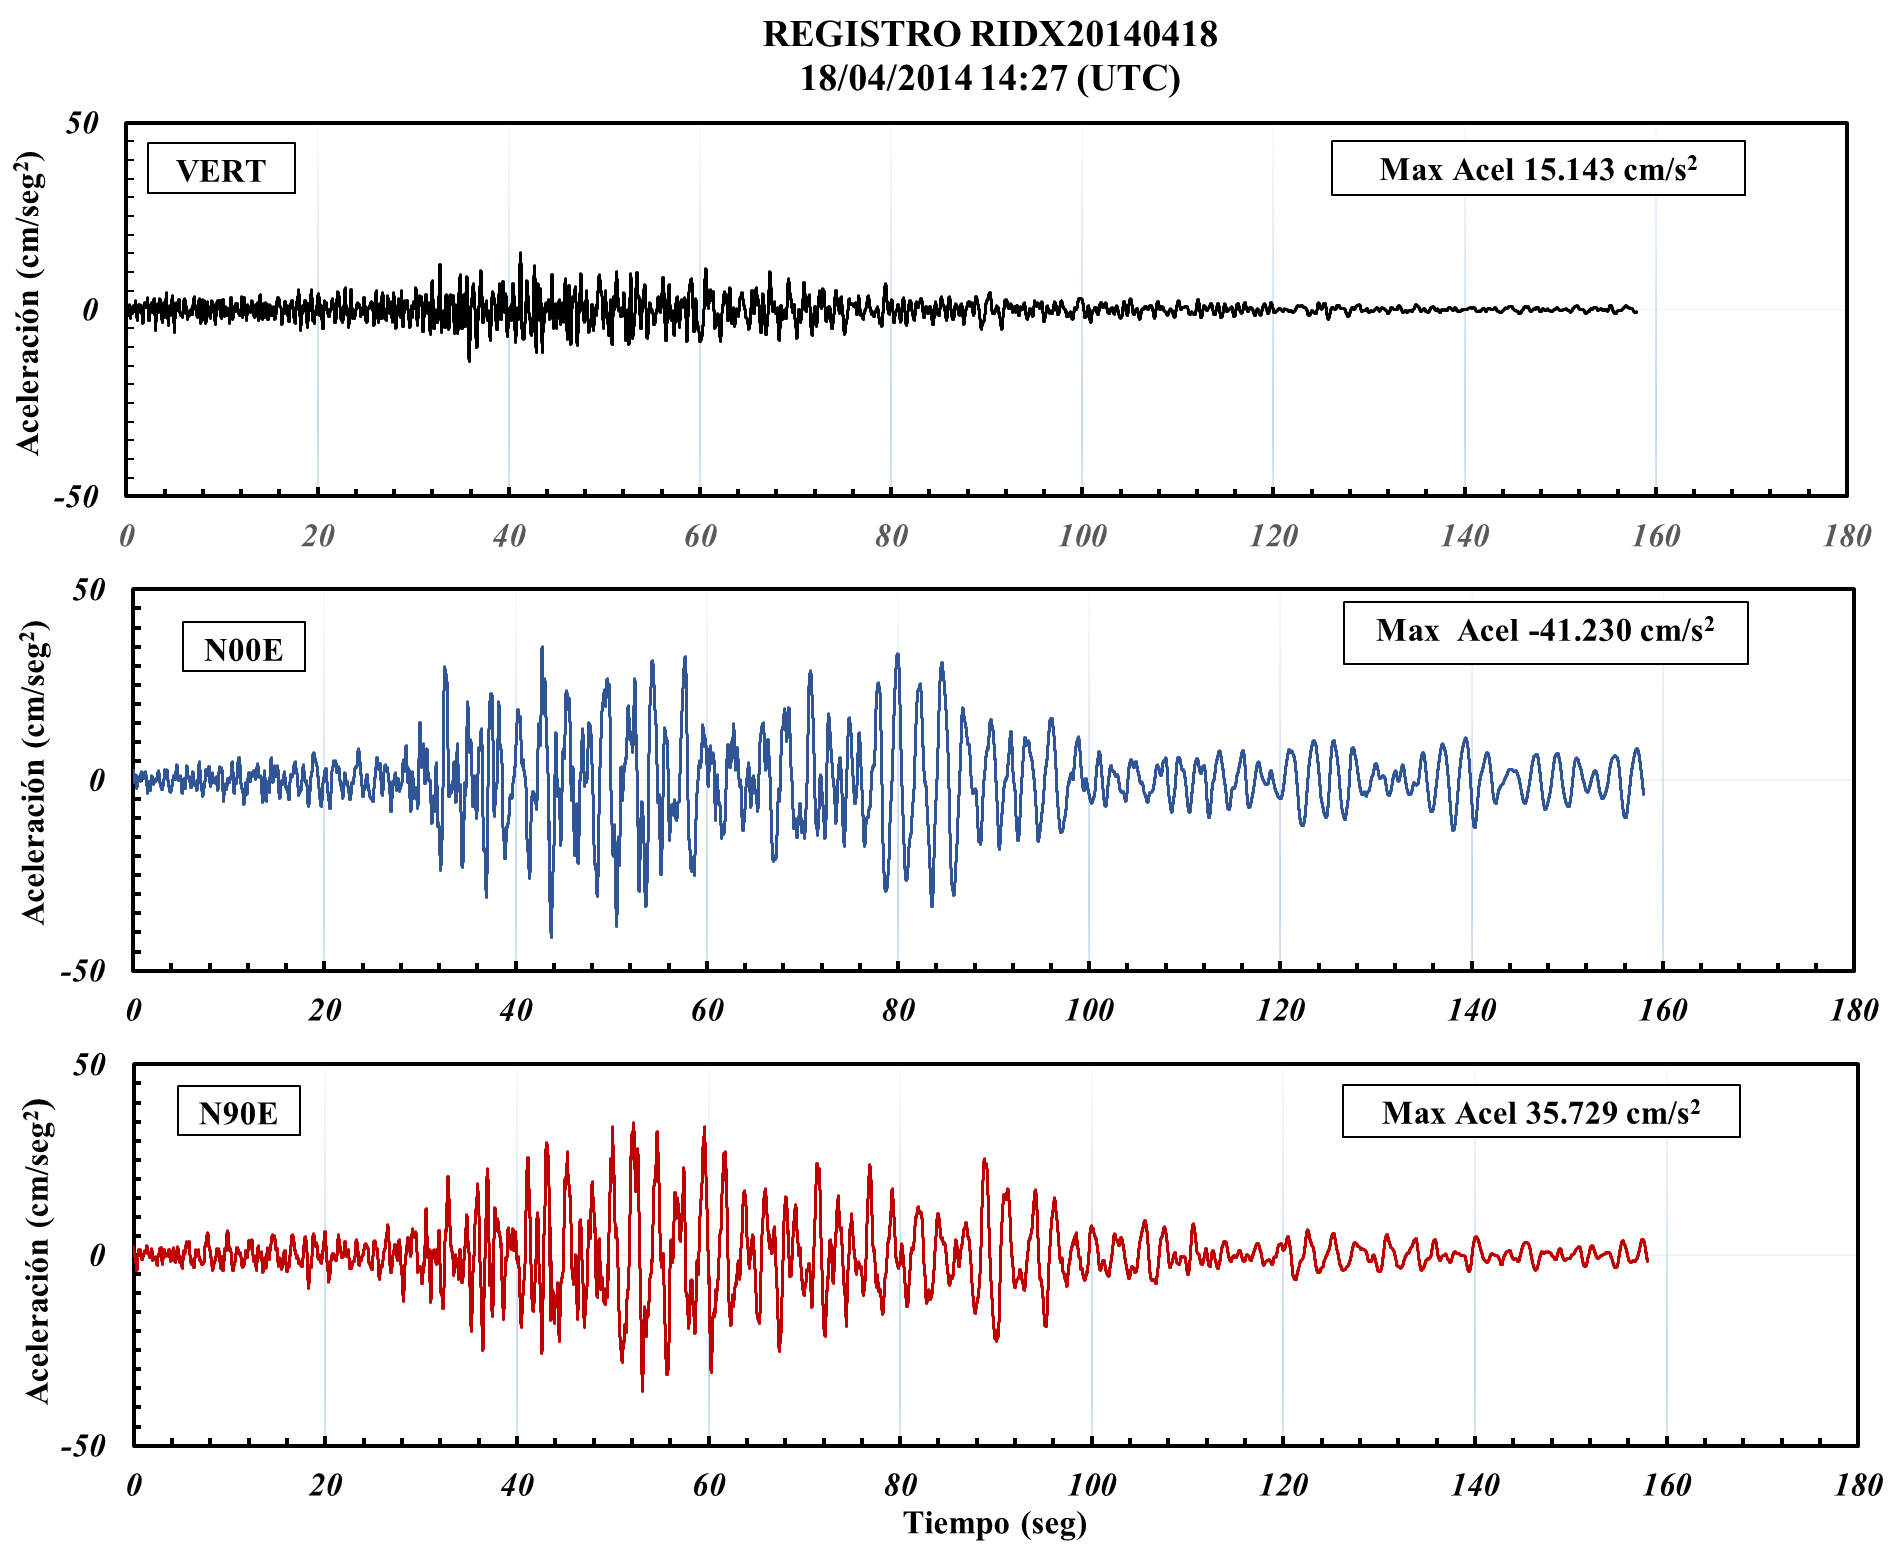 REGISTRO RIDX20140418
18/04/2014 14:27 (UTC)
Aceleración (cm/seg²)
50
0
-50
VERT
Max Acel 15.143 cm/s²
0 20 40 60 80 100 120 140 160 180
Aceleración (cm/seg²)
50
0
-50
N00E
Max Acel -41.230 cm/s²
0 20 40 60 80 100 120 140 160 180
Aceleración (cm/seg²)
50
0
-50
N90E
Max Acel 35.729 cm/s²
0 20 40 60 80 100 120 140 160 180
Tiempo (seg)